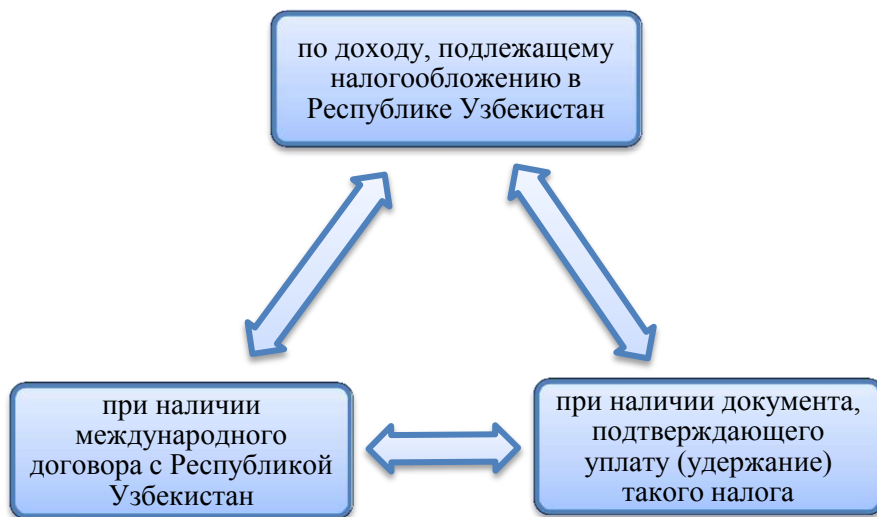 по доходу, подлежащему
налогообложению в
Республике Узбекистан
при наличии
международного
договора с Республикой
Узбекистан
при наличии документа,
подтверждающего
уплату (удержание)
такого налога